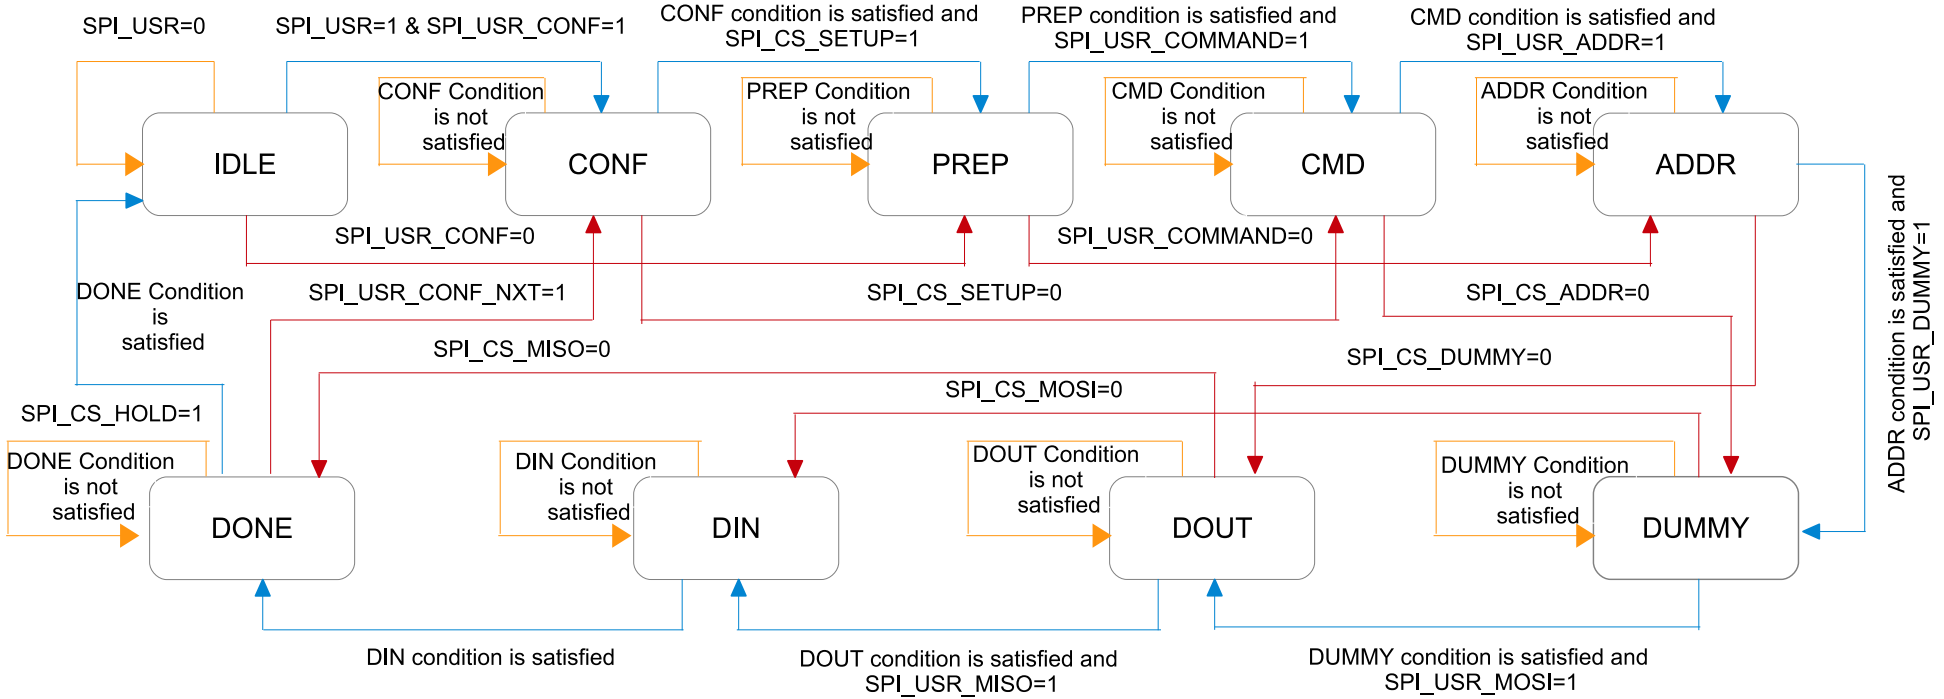 SPI_USR=0
SPI_USR=1 & SPI_USR_CONF=1
CONF condition is satisfied and
SPI_CS_SETUP=1
PREP condition is satisfied and
SPI_USR_COMMAND=1
CMD condition is satisfied and
SPI_USR_ADDR=1
CONF Condition
is not
satisfied
PREP Condition
is not
satisfied
CMD Condition
is not
satisfied
ADDR Condition
is not
satisfied
IDLE
CONF
PREP
CMD
ADDR
SPI_USR_CONF=0
SPI_USR_COMMAND=0
ADDR condition is satisfied and
SPI_USR_DUMMY=1
DONE Condition
is
satisfied
SPI_USR_CONF_NXT=1
SPI_CS_SETUP=0
SPI_CS_ADDR=0
SPI_CS_MISO=0
SPI_CS_DUMMY=0
SPI_CS_MOSI=0
SPI_CS_HOLD=1
DONE Condition
is not
satisfied
DIN Condition
is not
satisfied
DOUT Condition
is not
satisfied
DUMMY Condition
is not
satisfied
DONE
DIN
DOUT
DUMMY
DIN condition is satisfied
DOUT condition is satisfied and
SPI_USR_MISO=1
DUMMY condition is satisfied and
SPI_USR_MOSI=1